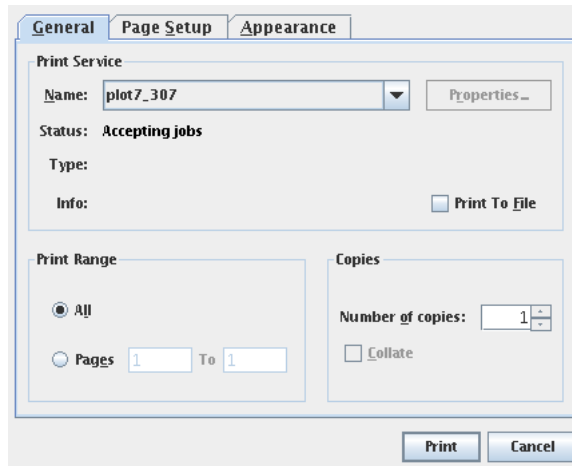 General Page Setup Appearance
Print Service
Name: plot7_307 Properties...
Status: Accepting jobs
Type:
Info: Print To File
Print Range
All
Pages 1 To 1
Copies
Number of copies: 1
Collate
Print Cancel